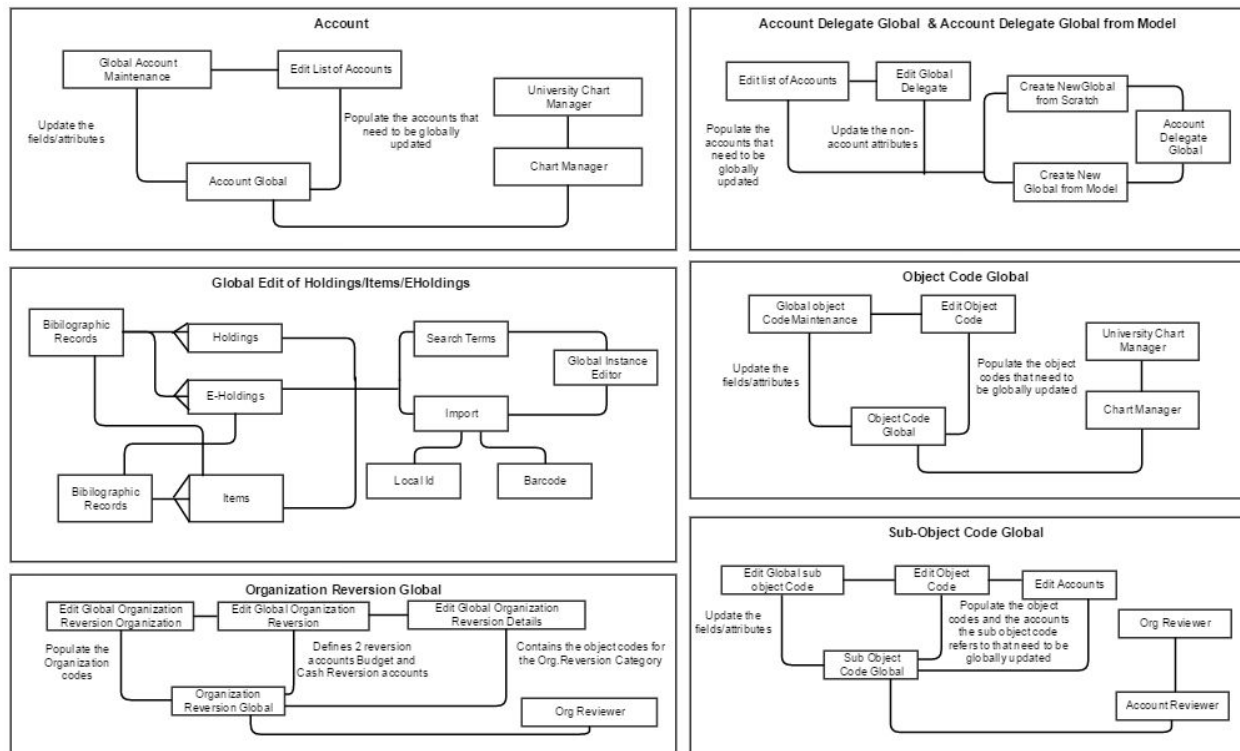 Account
Global Account
Maintenance
Edit List of Accounts
University Chart
Manager
Update the
fields/attributes
Populate the accounts that
need to be globally
updated
Chart Manager
Account Global
Account Delegate Global & Account Delegate Global from Model
Edit list of Accounts
Edit Global
Delegate
Create NewGlobal
from Scratch
Populate the
accounts that
need to be
globally
updated
Update the non-
account attributes
Account
Delegate
Global
Create New
Global from Model
Global Edit of Holdings/Items/EHoldings
Bibilographic
Records
Holdings
Search Terms
Global Instance
Editor
E-Holdings
Import
Local Id
Barcode
Bibilographic
Records
Items
Object Code Global
Global object
CodeMaintenance
Edit Object
Code
University Chart
Manager
Update the
fields/attributes
Populate the object
codes that need to
be globally updated
Chart Manager
Object Code
Global
Organization Reversion Global
Edit Global Organization
Reversion Organization
Edit Global Organization
Reversion
Edit Global Organization
Reversion Details
Populate the
Organization
codes
Defines 2 reversion
accounts Budget and
Cash Reversion accounts
Contains the object codes for
the Org.Reversion Category
Organization
Reversion Global
Org Reviewer
Sub-Object Code Global
Edit Global sub
object Code
Edit Object
Code
Edit Accounts
Update the
fields/attributes
Populate the object
codes and the accounts
the sub object code
refers to that need to be
globally updated
Org Reviewer
Sub Object
Code Global
Account Reviewer